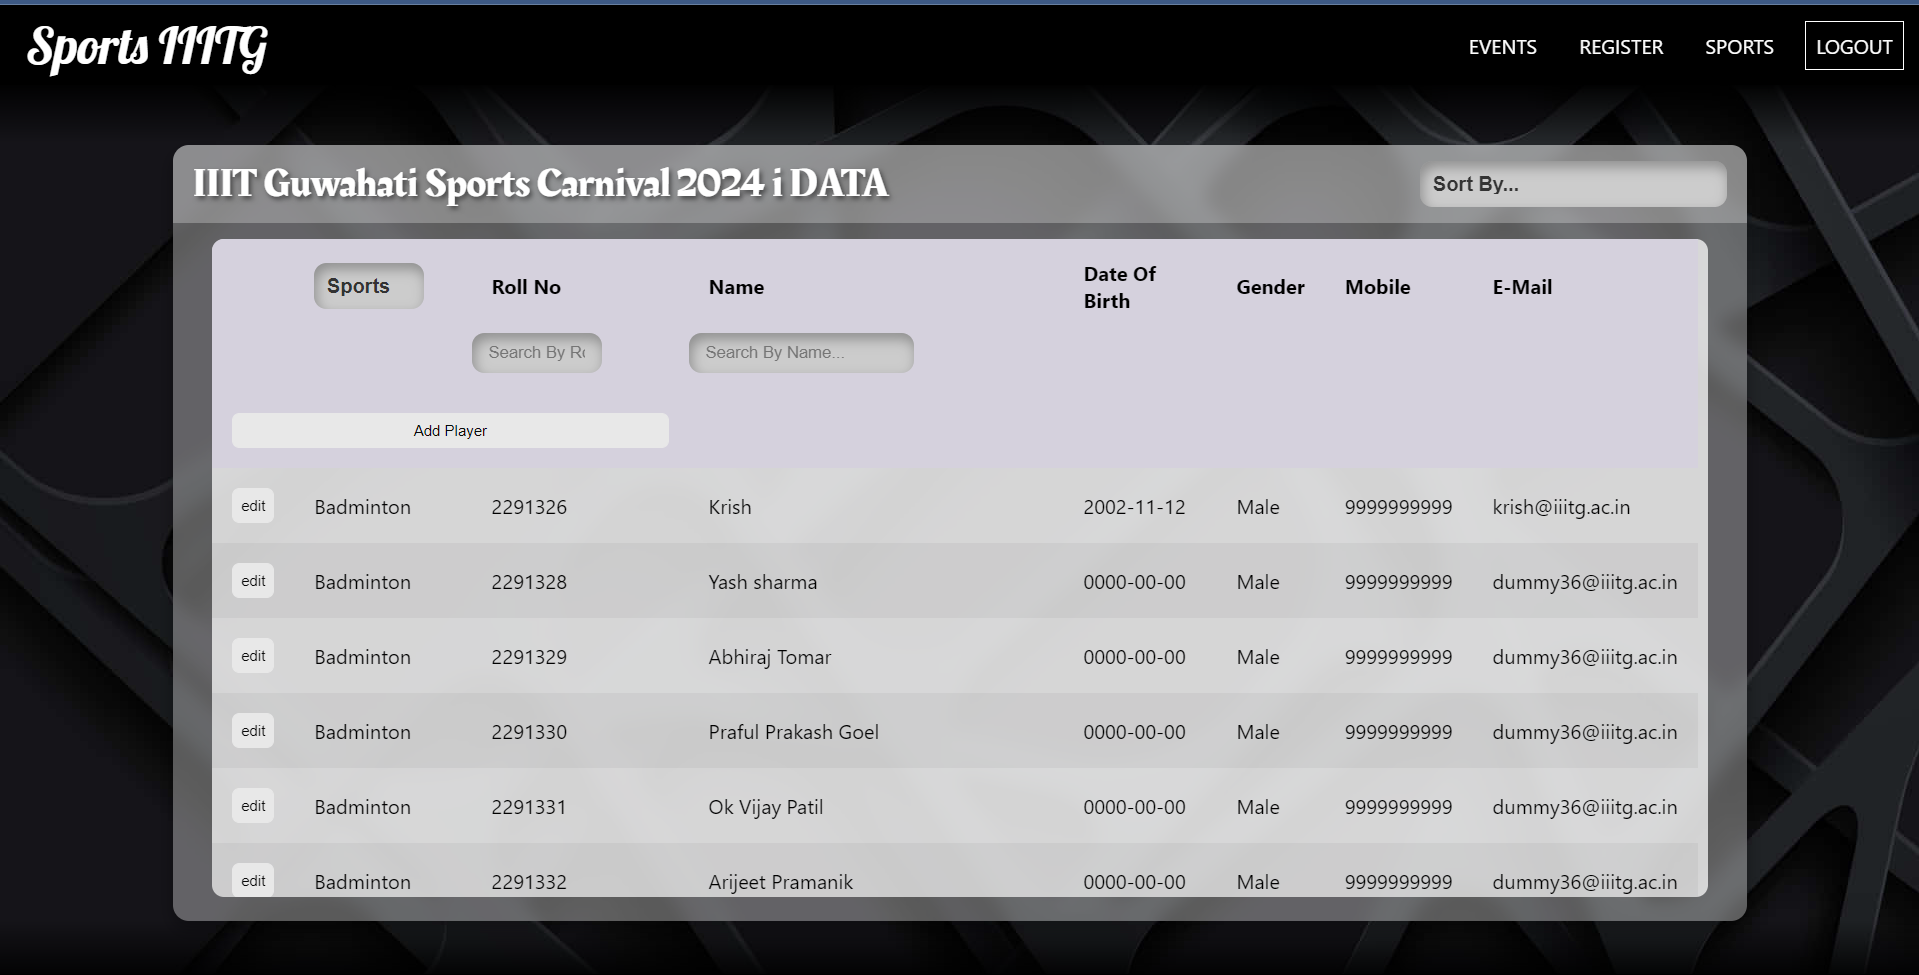 Sports IIITG
EVENTS REGISTER SPORTS LOGOUT
IIIT Guwahati Sports Carnival 2024 i DATA
Sort By...
Sports Roll No Name Date Of Birth Gender Mobile E-Mail
Search By Ro Search By Name...
Add Player
edit Badminton 2291326 Krish 2002-11-12 Male 9999999999 krish@iiitg.ac.in
edit Badminton 2291328 Yash sharma 0000-00-00 Male 9999999999 dummy36@iiitg.ac.in
edit Badminton 2291329 Abhiraj Tomar 0000-00-00 Male 9999999999 dummy36@iiitg.ac.in
edit Badminton 2291330 Praful Prakash Goel 0000-00-00 Male 9999999999 dummy36@iiitg.ac.in
edit Badminton 2291331 Ok Vijay Patil 0000-00-00 Male 9999999999 dummy36@iiitg.ac.in
edit Badminton 2291332 Arijeet Pramanik 0000-00-00 Male 9999999999 dummy36@iiitg.ac.in